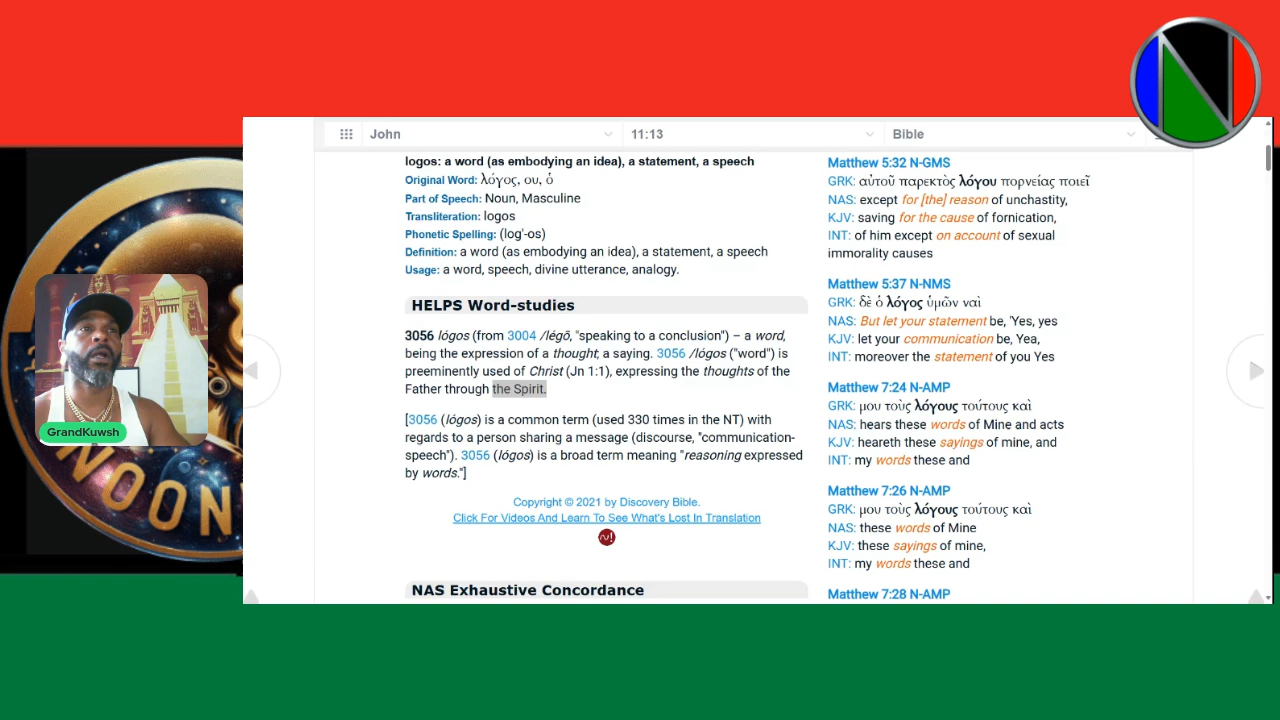 N
John
11:13
Bible
logos: a word (as embodying an idea), a statement, a speech
Original Word: λόγος, ου, ὁ
Part of Speech: Noun, Masculine
Transliteration: logos
Phonetic Spelling: (log'-os)
Definition: a word (as embodying an idea), a statement, a speech
Usage: a word, speech, divine utterance, analogy.
HELPS Word-studies
3056 lógos (from 3004 /légō, "speaking to a conclusion") – a word,
being the expression of a thought; a saying. 3056 /lógos ("word") is
preeminently used of Christ (Jn 1:1), expressing the thoughts of the
Father through the Spirit.
[3056 (lógos) is a common term (used 330 times in the NT) with
regards to a person sharing a message (discourse, "communication-
speech"). 3056 (lógos) is a broad term meaning "reasoning expressed
by words."]
Copyright © 2021 by Discovery Bible.
Click For Videos And Learn To See What's Lost In Translation
NAS Exhaustive Concordance
Matthew 5:32 N-GMS
GRK: αὐτοῦ παρεκτὸς λόγου πορνείας ποιεῖ
NAS: except for [the] reason of unchastity,
KJV: saving for the cause of fornication,
INT: of him except on account of sexual
immorality causes
Matthew 5:37 N-NMS
GRK: δὲ ὁ λόγος ὑμῶν ναὶ
NAS: But let your statement be, 'Yes, yes
KJV: let your communication be, Yea,
INT: moreover the statement of you Yes
Matthew 7:24 N-AMP
GRK: μου τοὺς λόγους τούτους καὶ
NAS: hears these words of Mine and acts
KJV: heareth these sayings of mine, and
INT: my words these and
Matthew 7:26 N-AMP
GRK: μου τοὺς λόγους τούτους καὶ
NAS: these words of Mine
KJV: these sayings of mine,
INT: my words these and
Matthew 7:28 N-AMP
GrandKuwsh
NOON